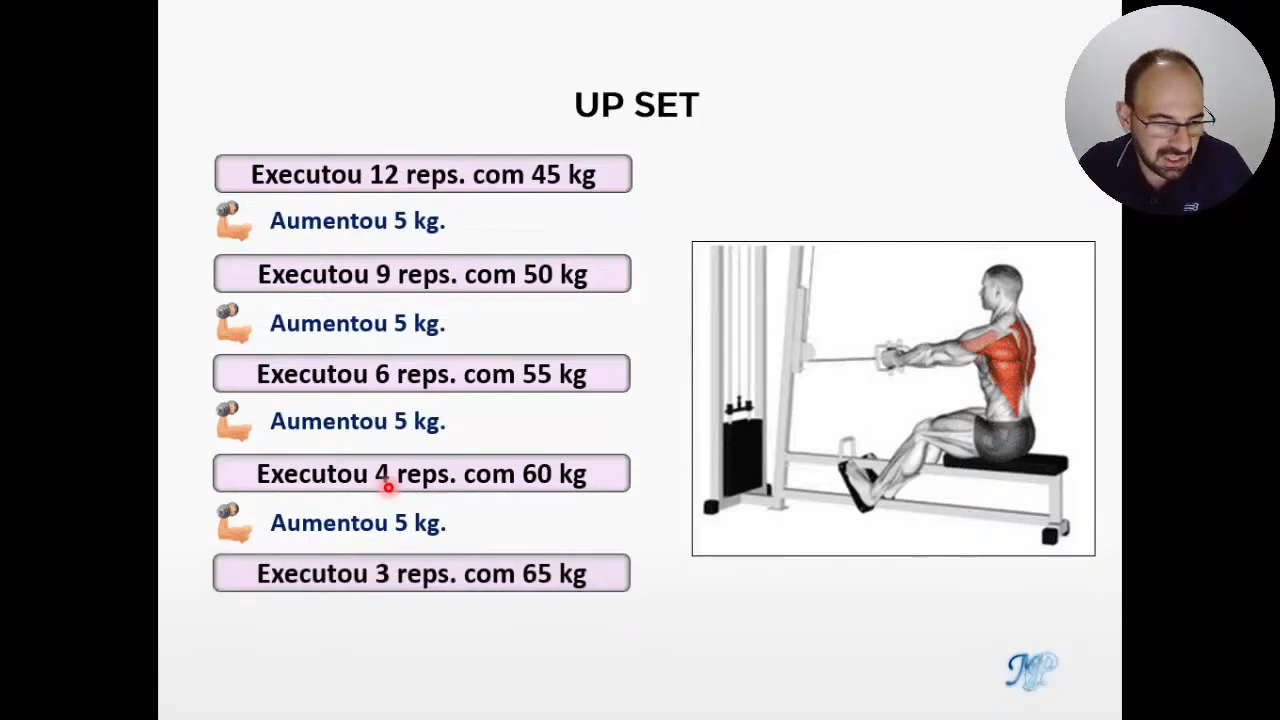 UP SET
Executou 12 reps. com 45 kg
Aumentou 5 kg.
Executou 9 reps. com 50 kg
Aumentou 5 kg.
Executou 6 reps. com 55 kg
Aumentou 5 kg.
Executou 4 reps. com 60 kg
Aumentou 5 kg.
Executou 3 reps. com 65 kg